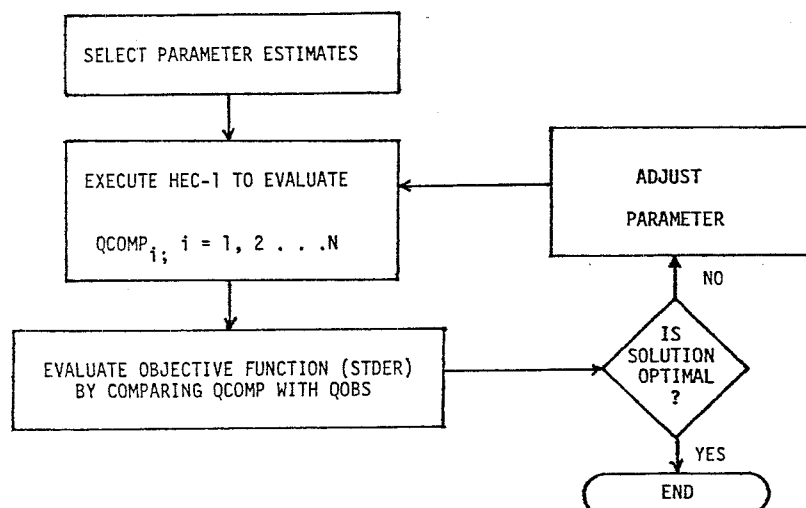 SELECT PARAMETER ESTIMATES
EXECUTE HEC-1 TO EVALUATE
QCOMPi; i = 1, 2 . . .N
EVALUATE OBJECTIVE FUNCTION (STDER)
BY COMPARING QCOMP WITH QOBS
IS
SOLUTION
OPTIMAL
?
NO
ADJUST
PARAMETER
YES
END